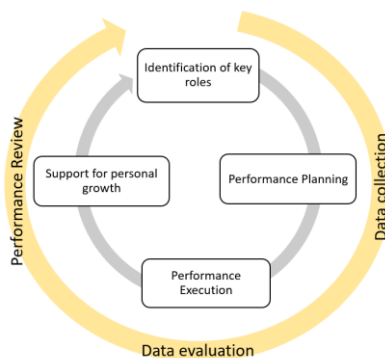 Identification of key
roles
Performance Planning
Performance
Execution
Support for personal
growth
Data collection
Data evaluation
Performance Review